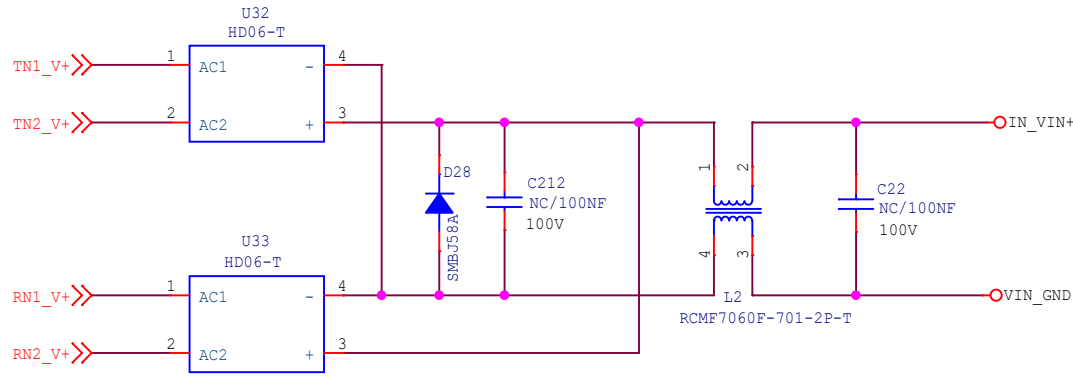 U32
HD06-T
TN1_V+
1
AC1
-
4
TN2_V+
2
AC2
+
3
IN_VIN+
D28
SMBJ58A
C212
NC/100NF
100V
1
2
4
3
L2
RCMF7060F-701-2P-T
C22
NC/100NF
100V
U33
HD06-T
RN1_V+
1
AC1
-
4
VIN_GND
RN2_V+
2
AC2
+
3